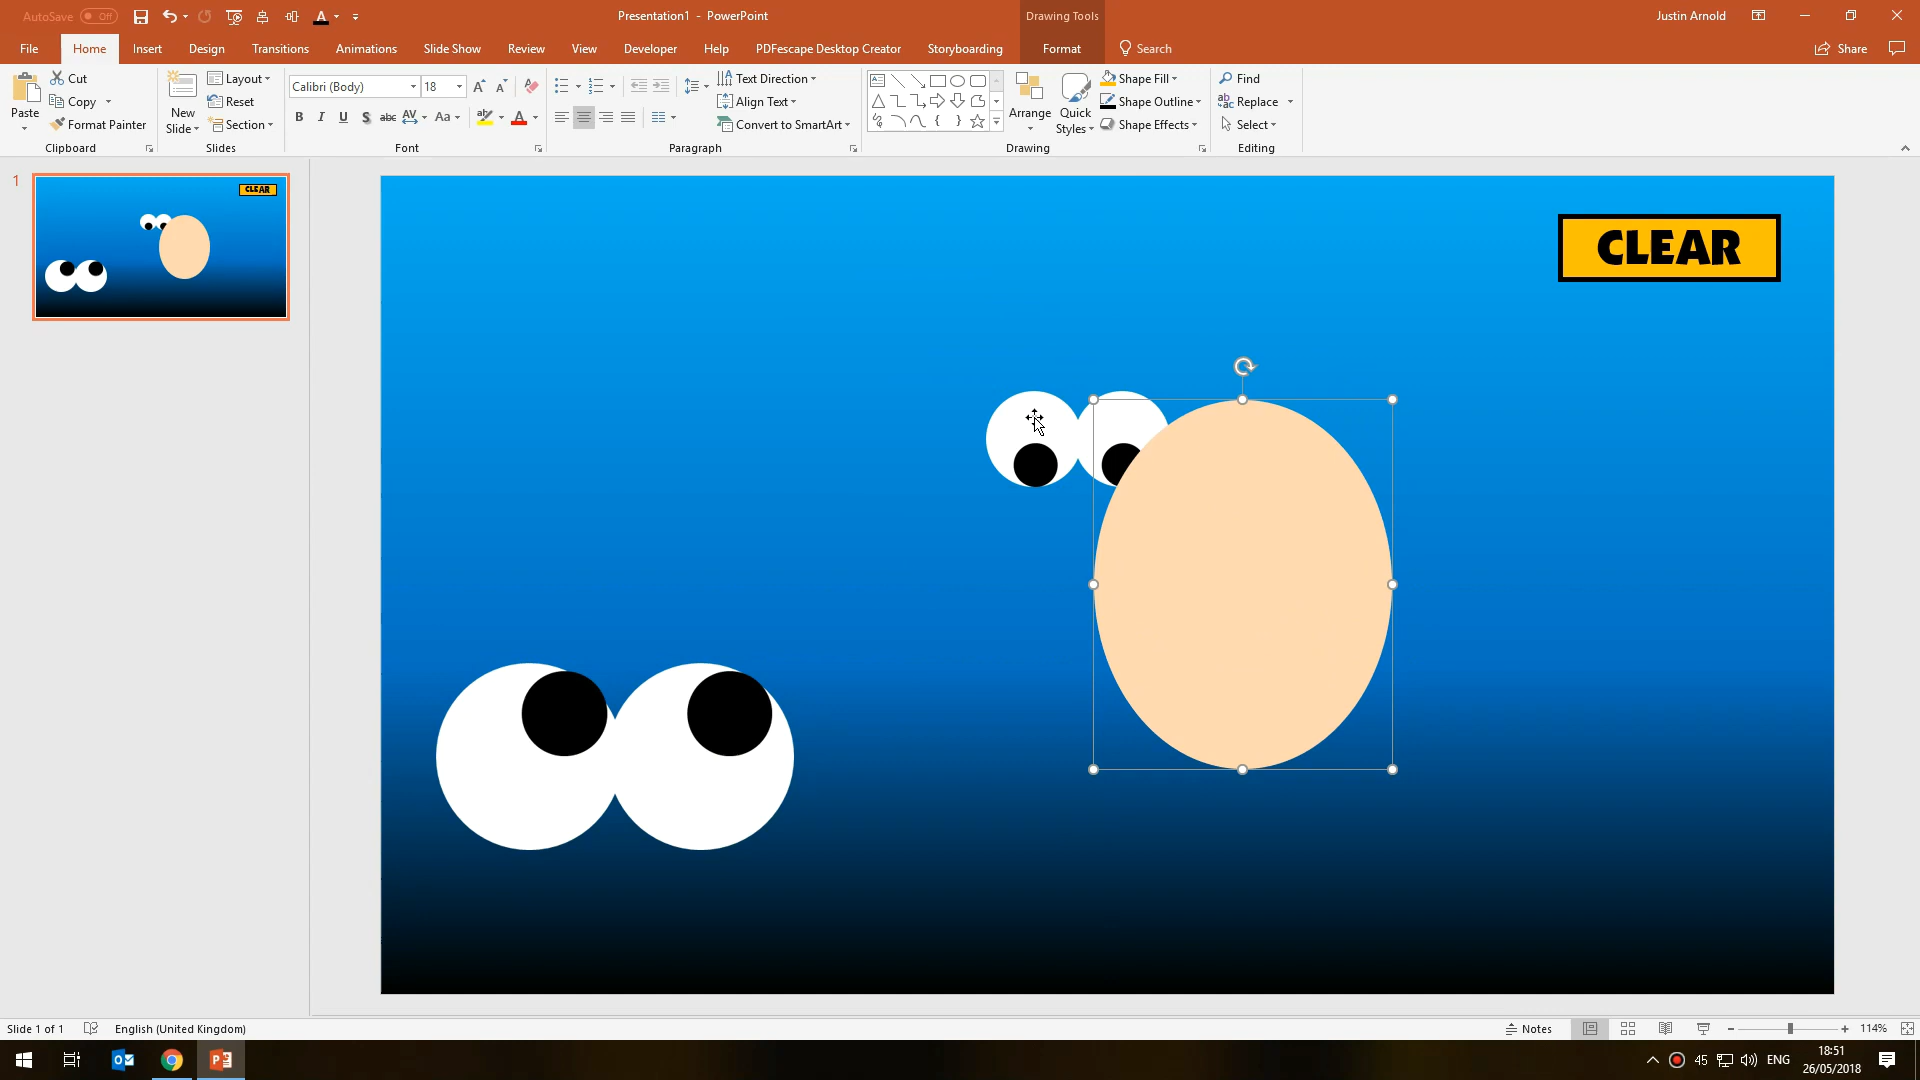 AutoSave Off
Presentation1 - PowerPoint
Drawing Tools
Justin Arnold
File Home Insert Design Transitions Animations Slide Show Review View Developer Help PDFescape Desktop Creator Storyboarding Format Search Share
Paste
Cut
Copy
Format Painter
Clipboard
New
Slide
Layout
Reset
Section
Slides
Calibri (Body) 18
B I U S abc AV Aa A
Font
Text Direction
Align Text
Convert to SmartArt
Paragraph
Arrange
Quick
Styles
Shape Fill
Shape Outline
Shape Effects
Drawing
Find
Replace
Select
Editing
1
CLEAR
CLEAR
Slide 1 of 1 English (United Kingdom) Notes 114%
45 ENG
18:51
26/05/2018